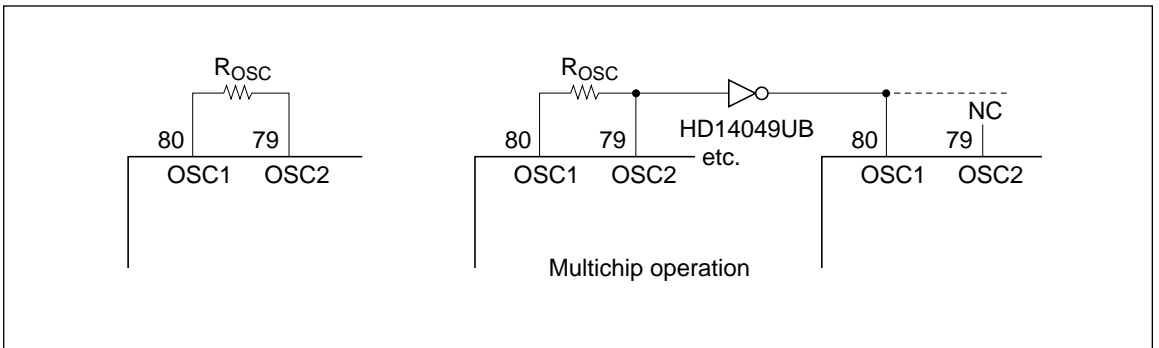 ROSC
80 79
OSC1 OSC2
ROSC
80 79
OSC1 OSC2
HD14049UB
etc.
NC
80 79
OSC1 OSC2
Multichip operation